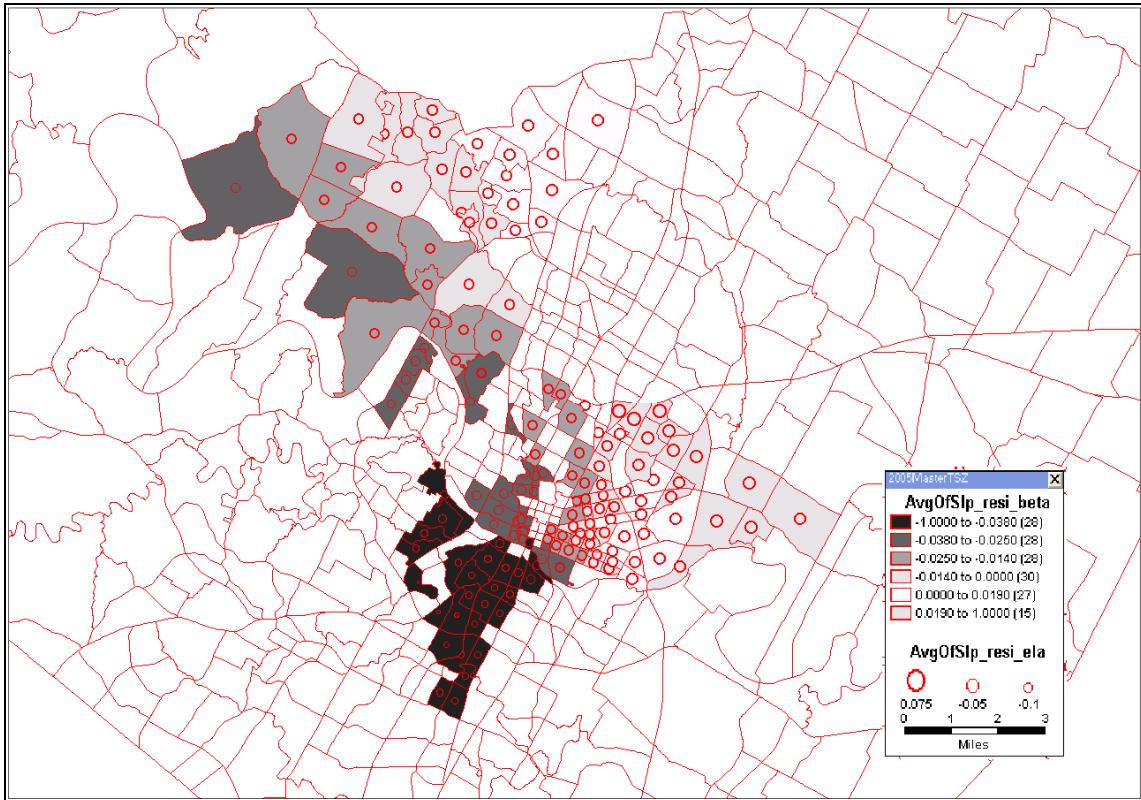 2005MasterTSZ
AvgOfSlp_resi_beta
-1.0000 to -0.0380 (28)
-0.0380 to -0.0250 (28)
-0.0250 to -0.0140 (28)
-0.0140 to 0.0000 (30)
0.0000 to 0.0190 (27)
0.0190 to 1.0000 (15)
AvgOfSlp_resi_ela
0.075 -0.05 -0.1
0 1 2 3
Miles